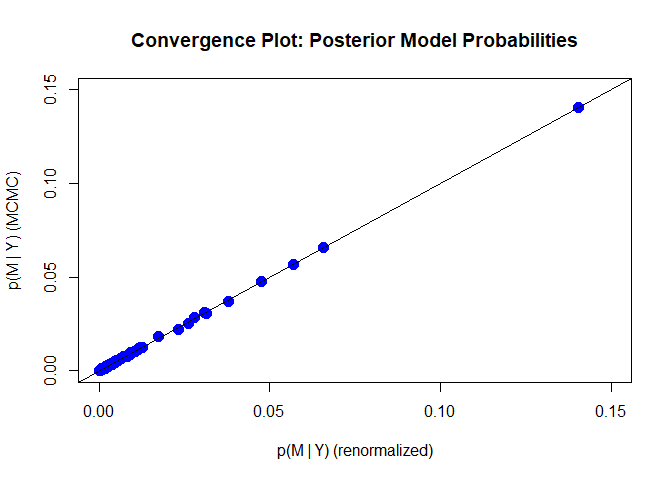 Convergence Plot: Posterior Model Probabilities
p(M | Y) (MCMC)
0.15
0.10
0.05
0.00
0.00 0.05 0.10 0.15
p(M | Y) (renormalized)